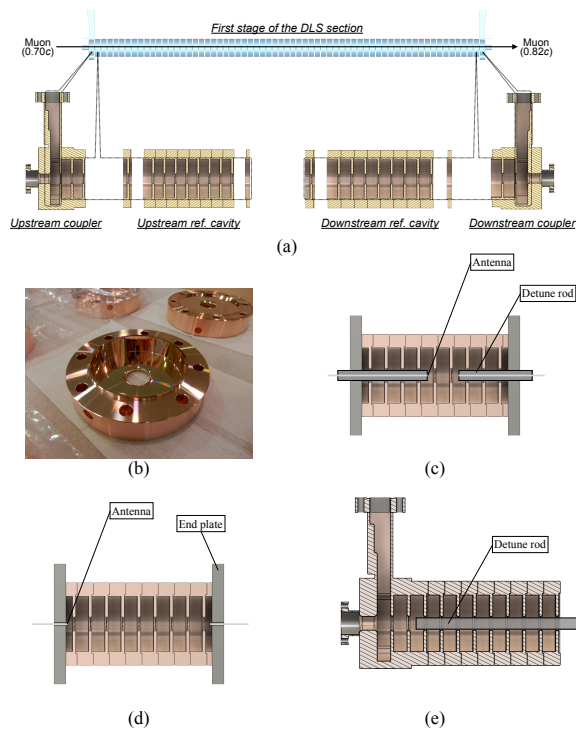 First stage of the DLS section
Muon
(0.70c)
Muon
(0.82c)
Upstream coupler
Upstream ref. cavity
Downstream ref. cavity
Downstream coupler
(a)
Antenna
Detune rod
(b)
(c)
Antenna
End plate
Detune rod
(d)
(e)